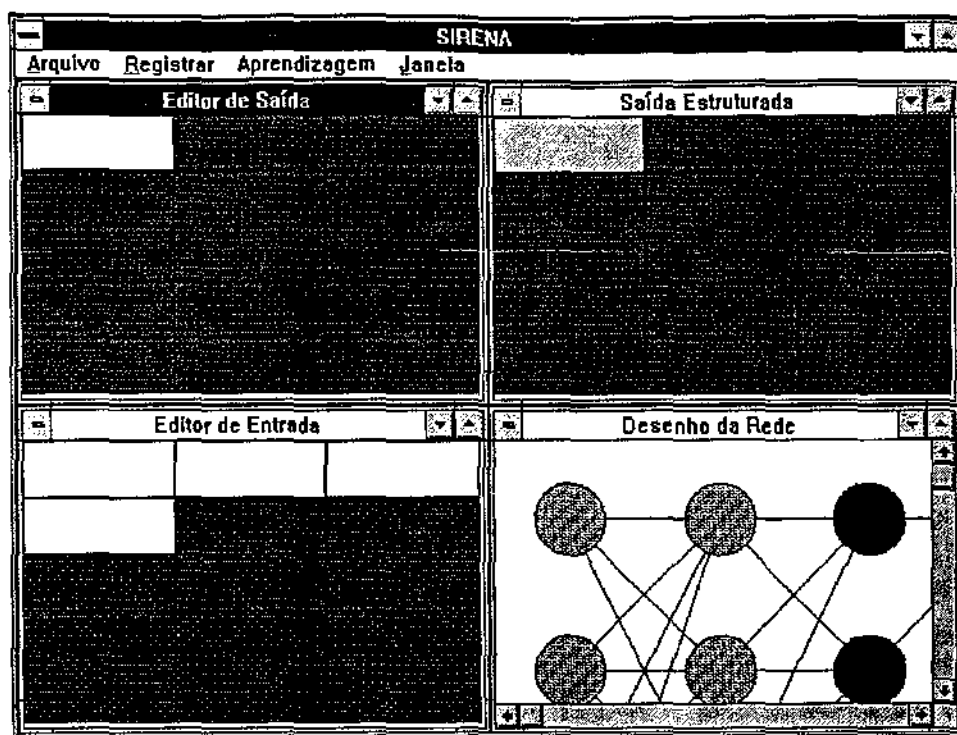 SIRENA
Arquivo Registrar Aprendizagem Janela
Editor de Saída
Saída Estruturada
Editor de Entrada
Desenho da Rede